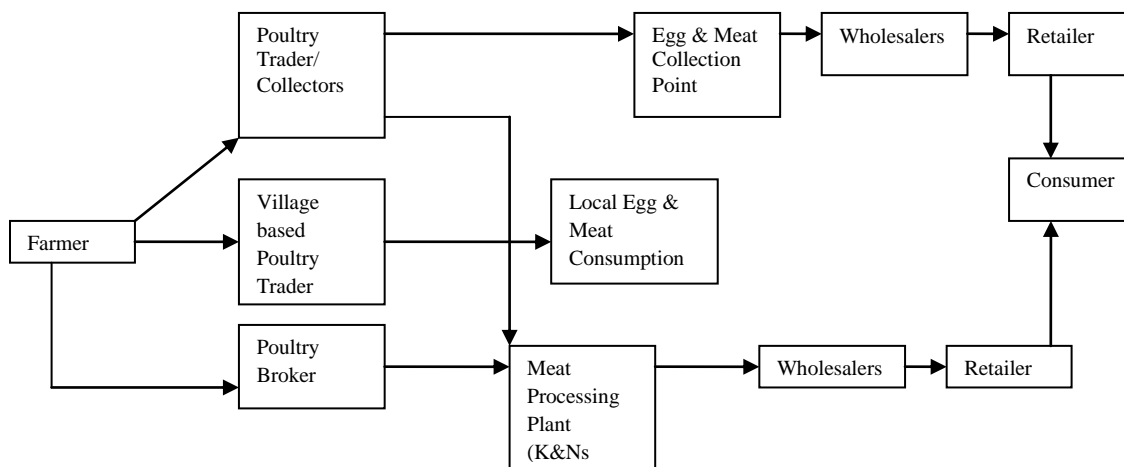 Poultry
Trader/
Collectors
Egg & Meat
Collection
Point
Wholesalers
Retailer
Consumer
Farmer
Village
based
Poultry
Trader
Local Egg &
Meat
Consumption
Poultry
Broker
Meat
Processing
Plant
(K&Ns
Wholesalers
Retailer